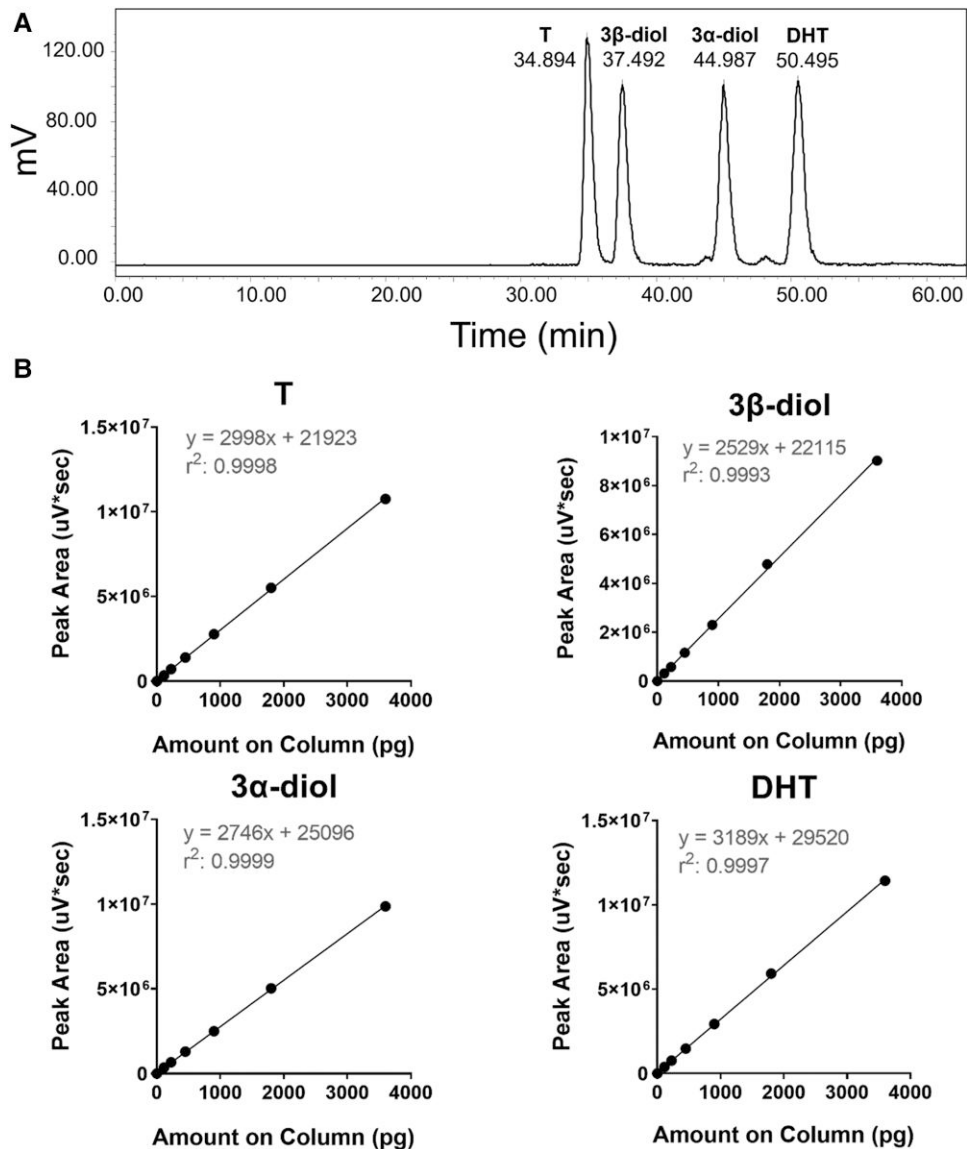 A
T 3β-diol 3α-diol DHT
34.894 37.492 44.987 50.495
120.00
80.00
40.00
0.00
mV
0.00 10.00 20.00 30.00 40.00 50.00 60.00
Time (min)
B
T
y = 2998x + 21923
r²: 0.9998
1.5×10⁷
1×10⁷
5×10⁶
0
Peak Area (uV*sec)
0 1000 2000 3000 4000
Amount on Column (pg)
3β-diol
y = 2529x + 22115
r²: 0.9993
1×10⁷
8×10⁶
6×10⁶
4×10⁶
2×10⁶
0
Peak Area (uV*sec)
0 1000 2000 3000 4000
Amount on Column (pg)
3α-diol
y = 2746x + 25096
r²: 0.9999
1.5×10⁷
1×10⁷
5×10⁶
0
Peak Area (uV*sec)
0 1000 2000 3000 4000
Amount on Column (pg)
DHT
y = 3189x + 29520
r²: 0.9997
1.5×10⁷
1×10⁷
5×10⁶
0
Peak Area (uV*sec)
0 1000 2000 3000 4000
Amount on Column (pg)